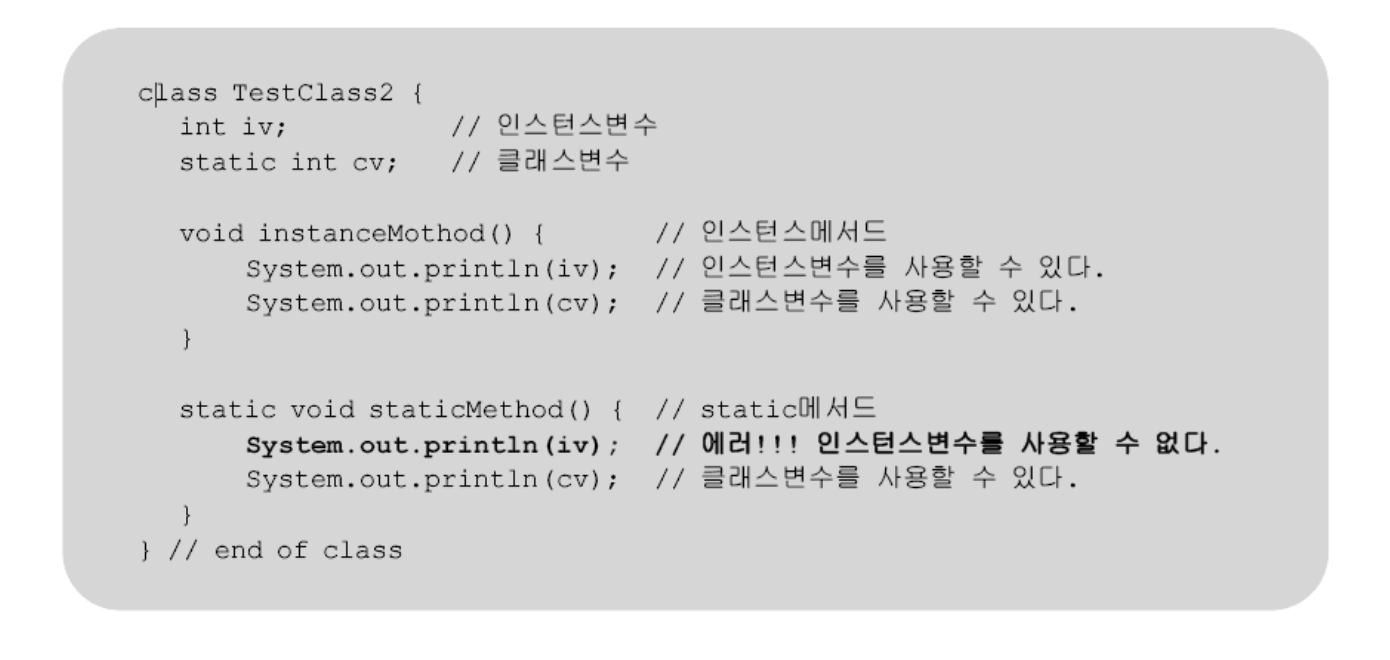 class TestClass2 {
int iv; // 인스턴스변수
static int cv; // 클래스변수
void instanceMothod() { // 인스턴스메서드
System.out.println(iv); // 인스턴스변수를 사용할 수 있다.
System.out.println(cv); // 클래스변수를 사용할 수 있다.
}
static void staticMethod() { // static메서드
System.out.println(iv); // 에러!!! 인스턴스변수를 사용할 수 없다.
System.out.println(cv); // 클래스변수를 사용할 수 있다.
}
} // end of class